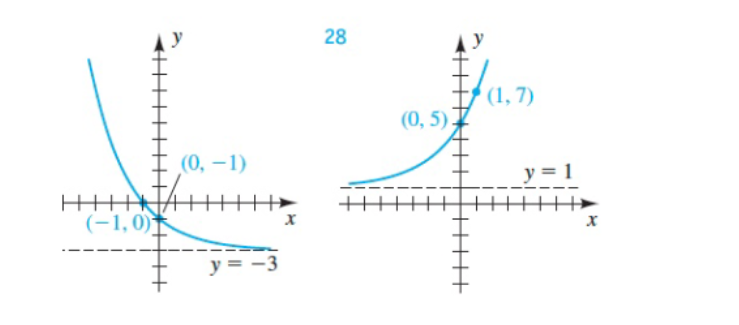 y
(0, −1)
(−1, 0)
x
y = −3
28
y
(1, 7)
(0, 5)
y = 1
x